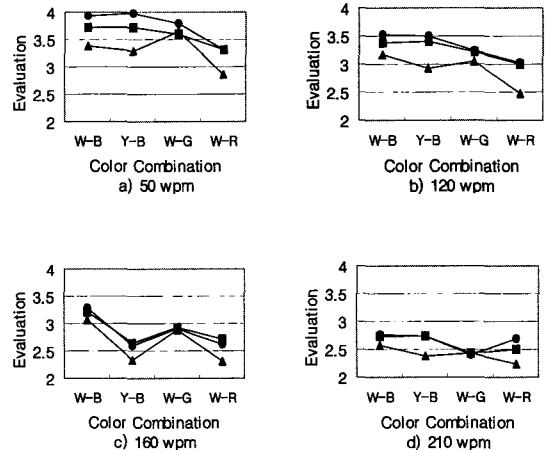 Evaluation
4
3.5
3
2.5
2
W-B Y-B W-G W-R
Color Combination
a) 50 wpm
Evaluation
4
3.5
3
2.5
2
W-B Y-B W-G W-R
Color Combination
b) 120 wpm
Evaluation
4
3.5
3
2.5
2
W-B Y-B W-G W-R
Color Combination
c) 160 wpm
Evaluation
4
3.5
3
2.5
2
W-B Y-B W-G W-R
Color Combination
d) 210 wpm